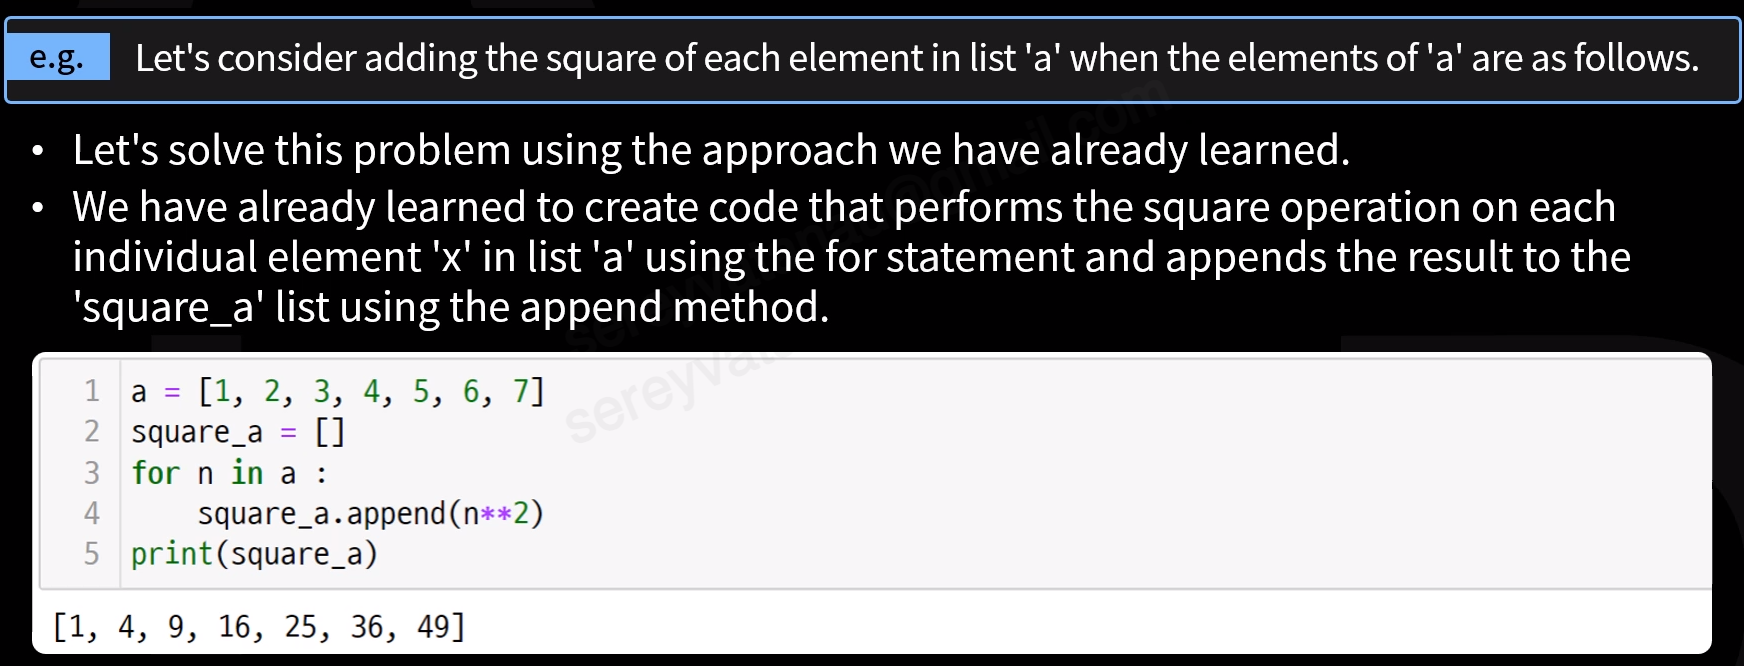 e.g. Let's consider adding the square of each element in list 'a' when the elements of 'a' are as follows.
• Let's solve this problem using the approach we have already learned.
• We have already learned to create code that performs the square operation on each
individual element 'x' in list 'a' using the for statement and appends the result to the
'square_a' list using the append method.
1 a = [1, 2, 3, 4, 5, 6, 7]
2 square_a = []
3 for n in a :
4     square_a.append(n**2)
5 print(square_a)
[1, 4, 9, 16, 25, 36, 49]